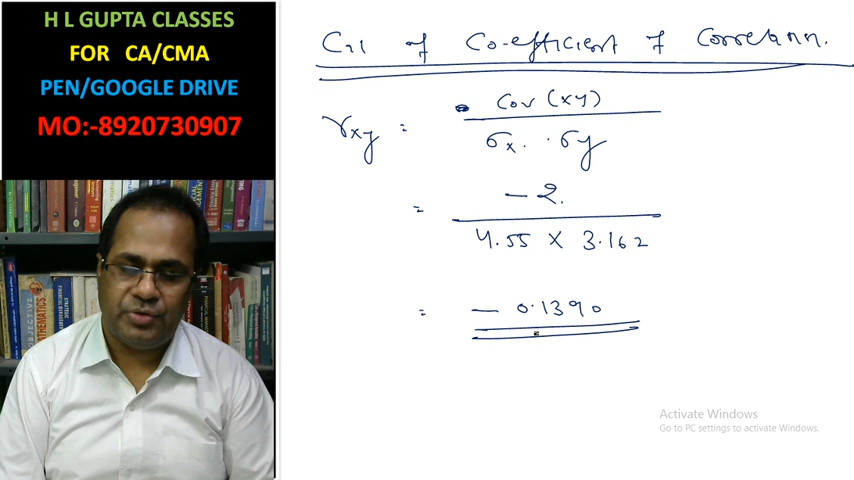 H L GUPTA CLASSES
FOR CA/CMA
PEN/GOOGLE DRIVE
MO:-8920730907
Cal of Co-efficient of Correlation.
rxy = Cov (xy)
σx. . σy
= - 2.
4.55 X 3.162
= - 0.1390
Activate Windows
Go to PC settings to activate Windows.